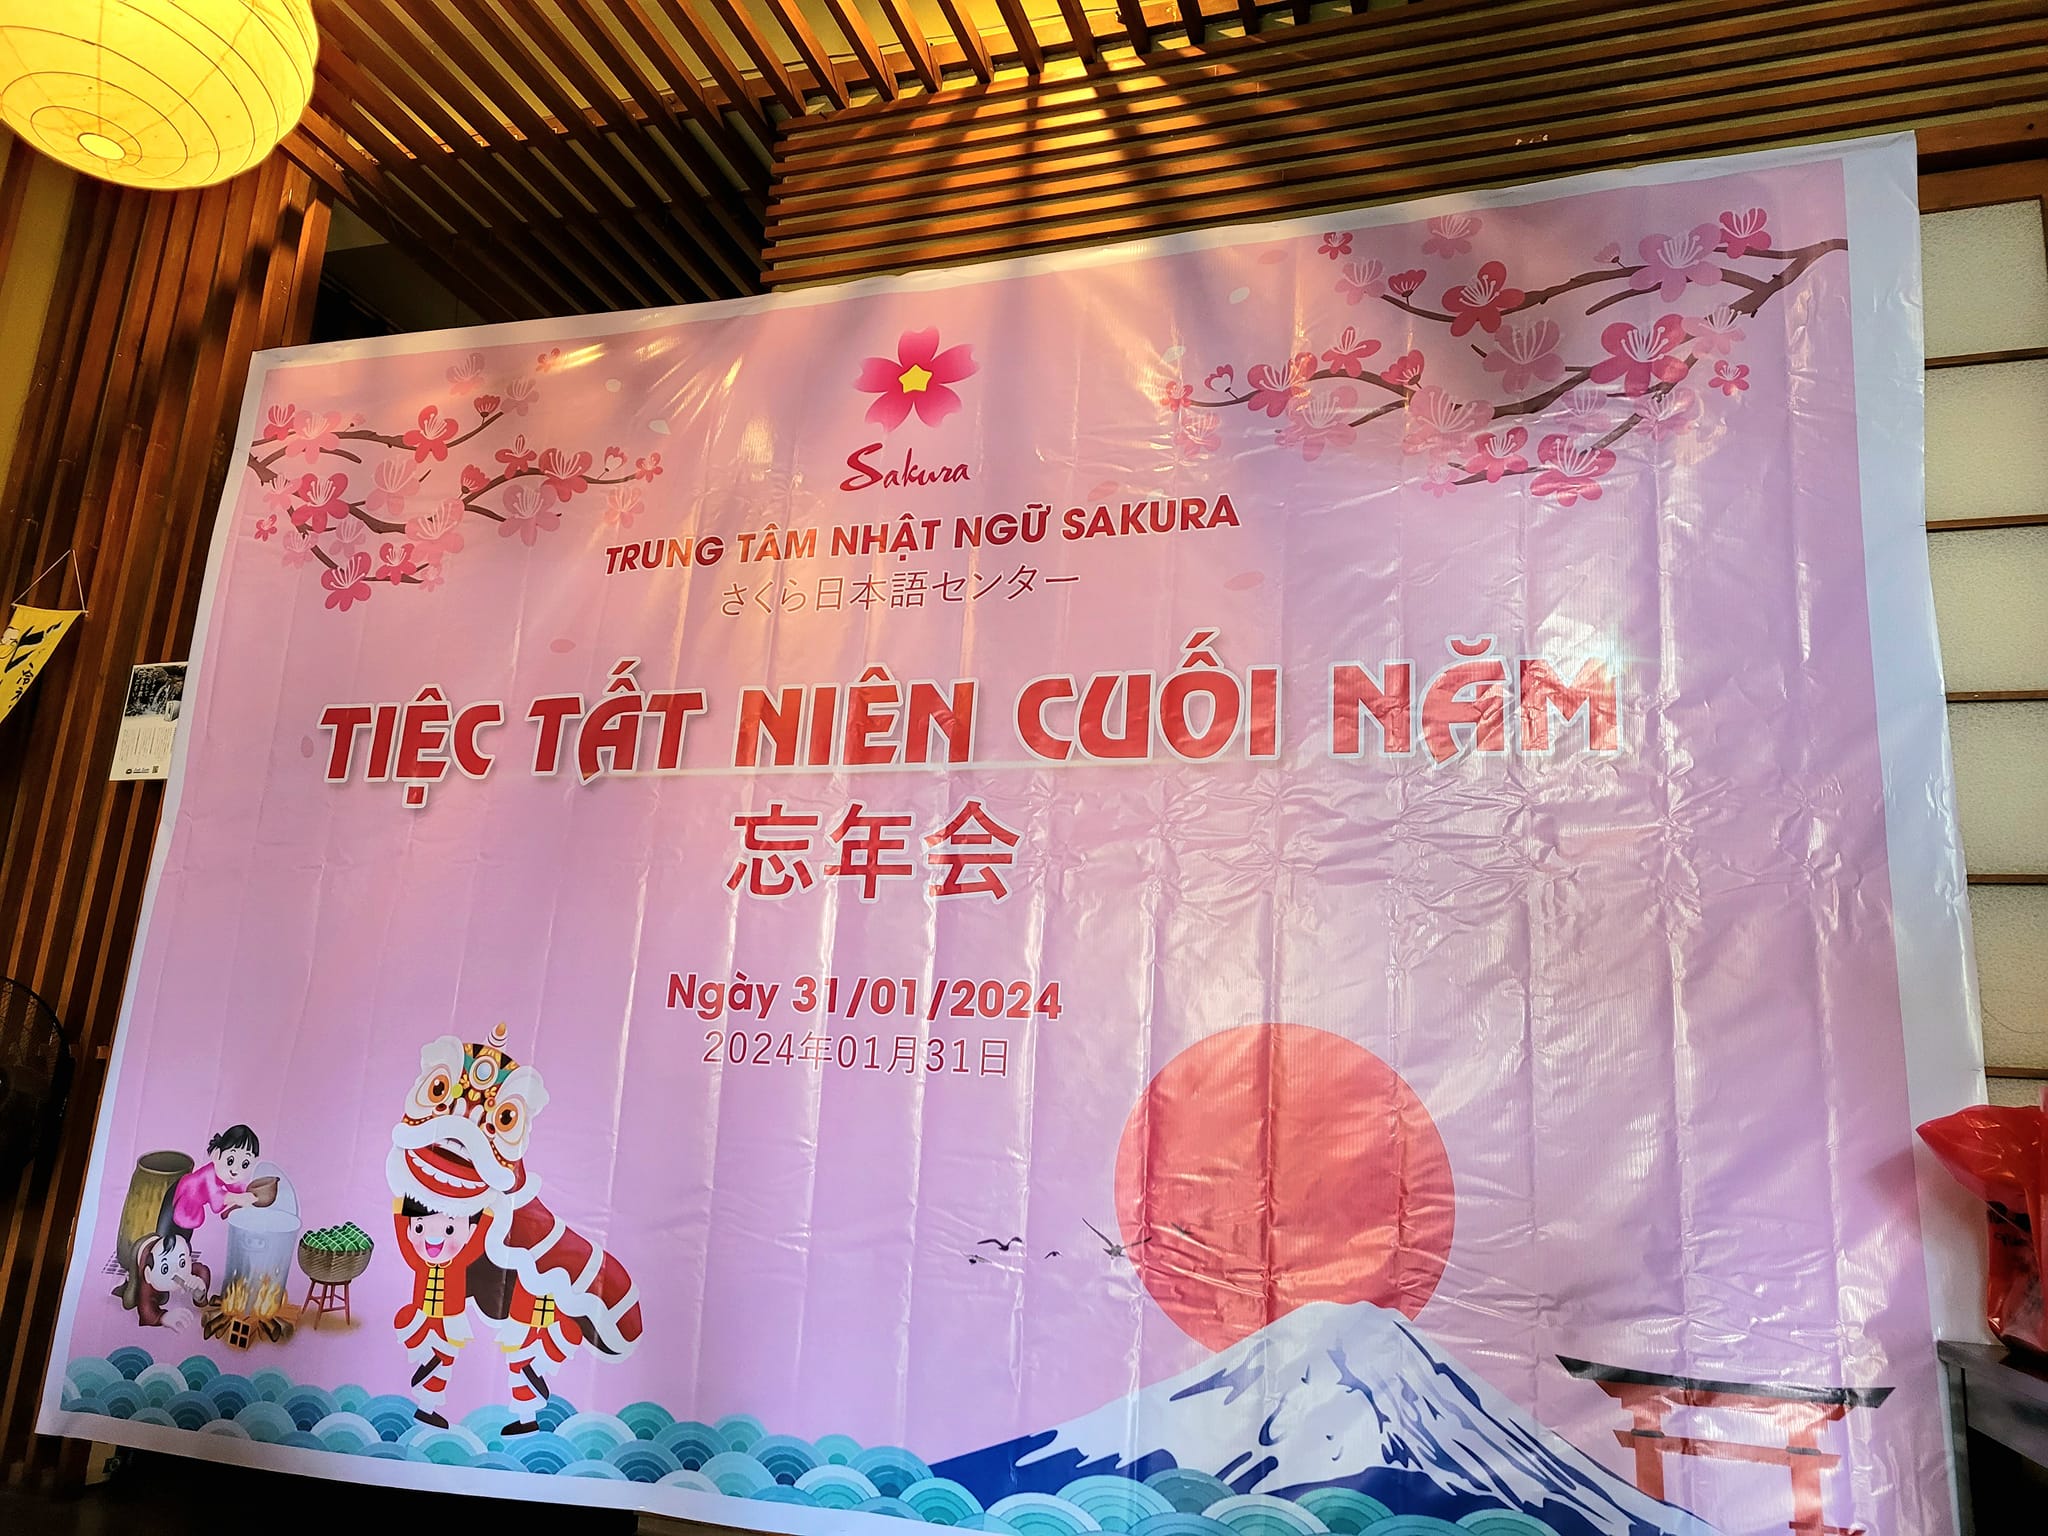 Sakura
TRUNG TÂM NHẬT NGỮ SAKURA
さくら日本語センター
TIỆC TẤT NIÊN CUỐI NĂM
忘年会
Ngày 31/01/2024
2024年01月31日